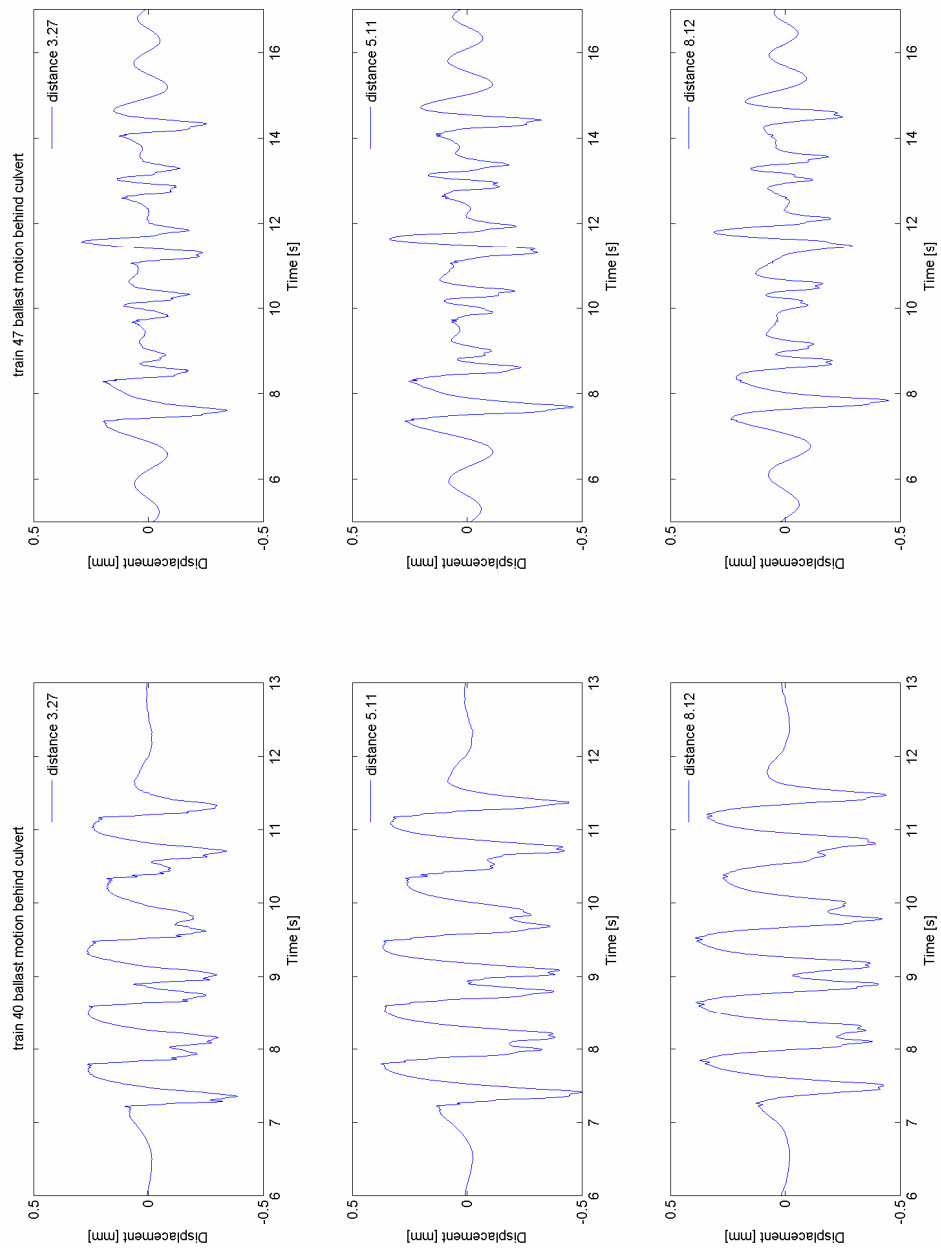 train 40 ballast motion behind culvert
distance 3.27
0.5
0
-0.5
Displacement [mm]
6 7 8 9 10 11 12 13
Time [s]
distance 5.11
0.5
0
-0.5
Displacement [mm]
6 7 8 9 10 11 12 13
Time [s]
distance 8.12
0.5
0
-0.5
Displacement [mm]
6 7 8 9 10 11 12 13
Time [s]
train 47 ballast motion behind culvert
distance 3.27
0.5
0
-0.5
Displacement [mm]
6 8 10 12 14 16
Time [s]
distance 5.11
0.5
0
-0.5
Displacement [mm]
6 8 10 12 14 16
Time [s]
distance 8.12
0.5
0
-0.5
Displacement [mm]
6 8 10 12 14 16
Time [s]